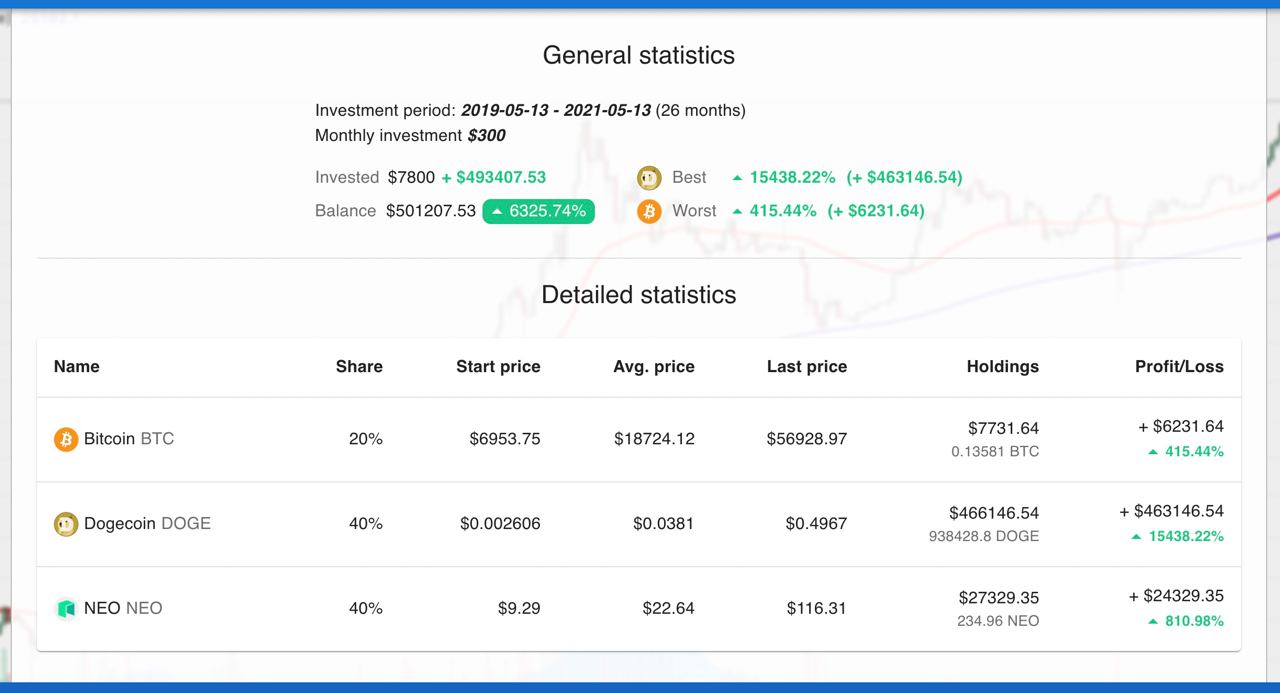 General statistics
Investment period: 2019-05-13 - 2021-05-13 (26 months)
Monthly investment $300
Invested $7800 + $493407.53
Best 15438.22% (+ $463146.54)
Balance $501207.53 6325.74%
Worst 415.44% (+ $6231.64)
Detailed statistics
Name Share Start price Avg. price Last price Holdings Profit/Loss
Bitcoin BTC 20% $6953.75 $18724.12 $56928.97 $7731.64 + $6231.64
0.13581 BTC 415.44%
Dogecoin DOGE 40% $0.002606 $0.0381 $0.4967 $466146.54 + $463146.54
938428.8 DOGE 15438.22%
NEO NEO 40% $9.29 $22.64 $116.31 $27329.35 + $24329.35
234.96 NEO 810.98%